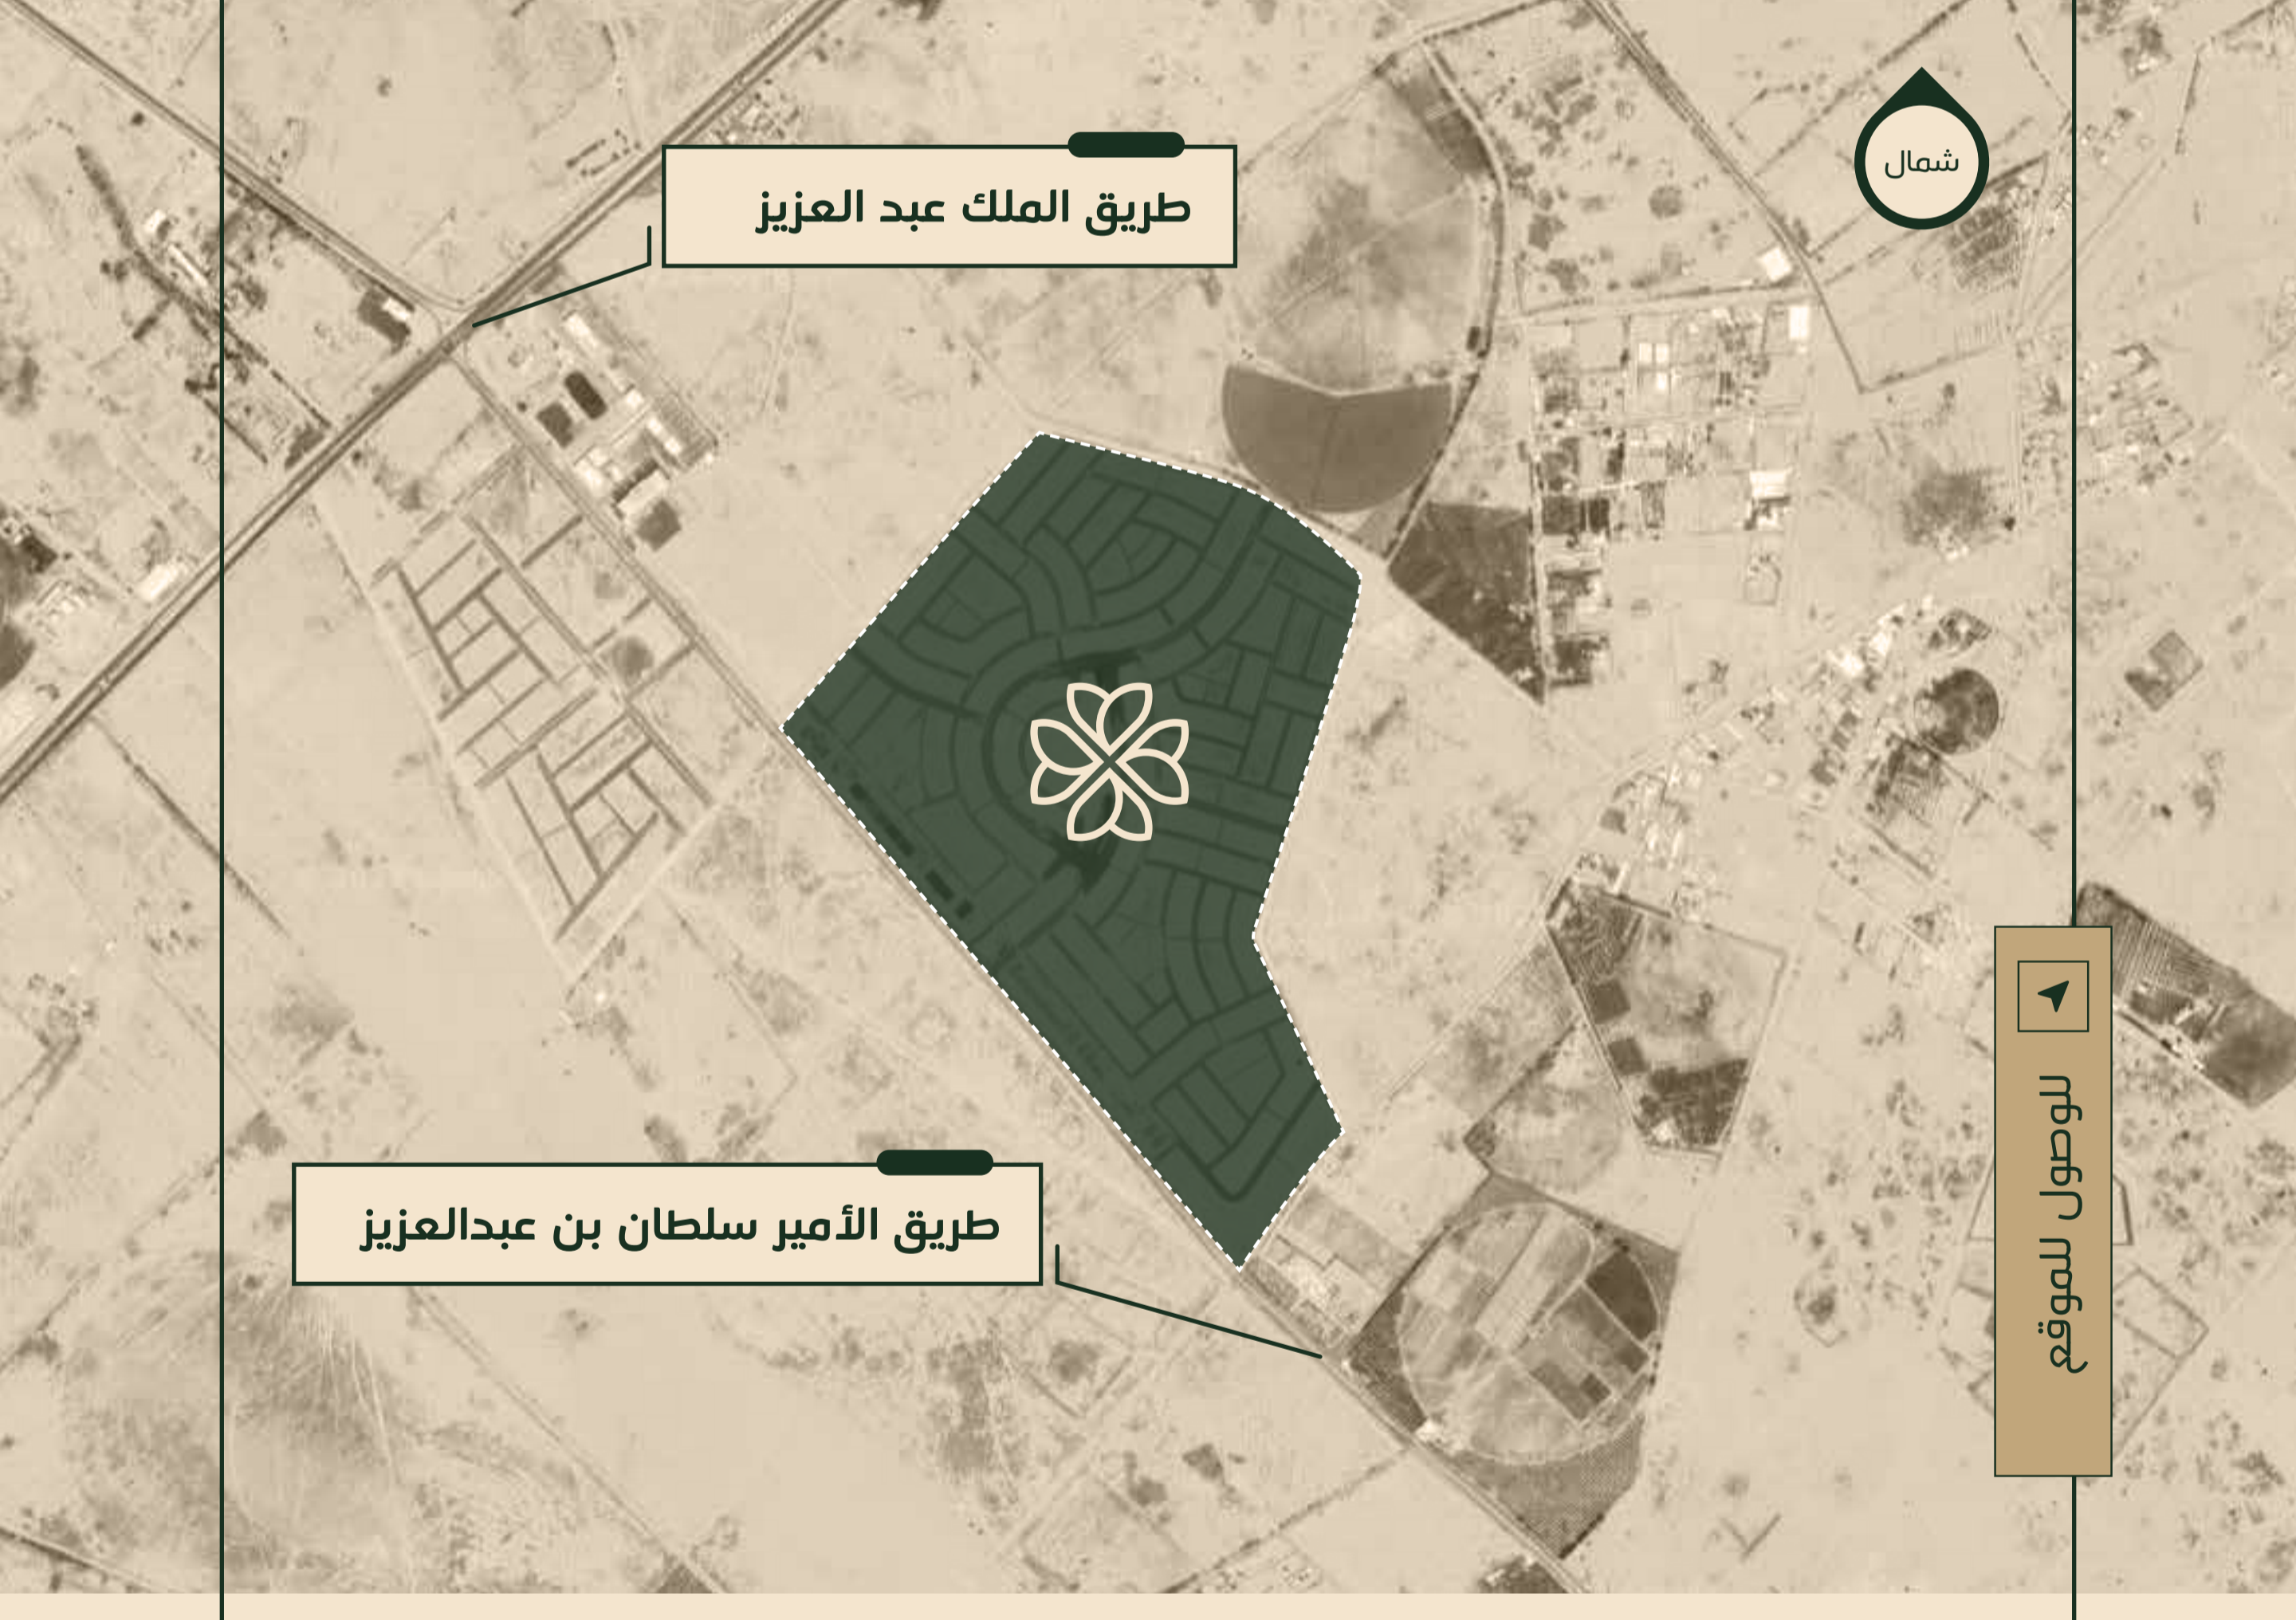 شمال
طريق الملك عبد العزيز
طريق الأمير سلطان بن عبدالعزيز
للوصول للموقع